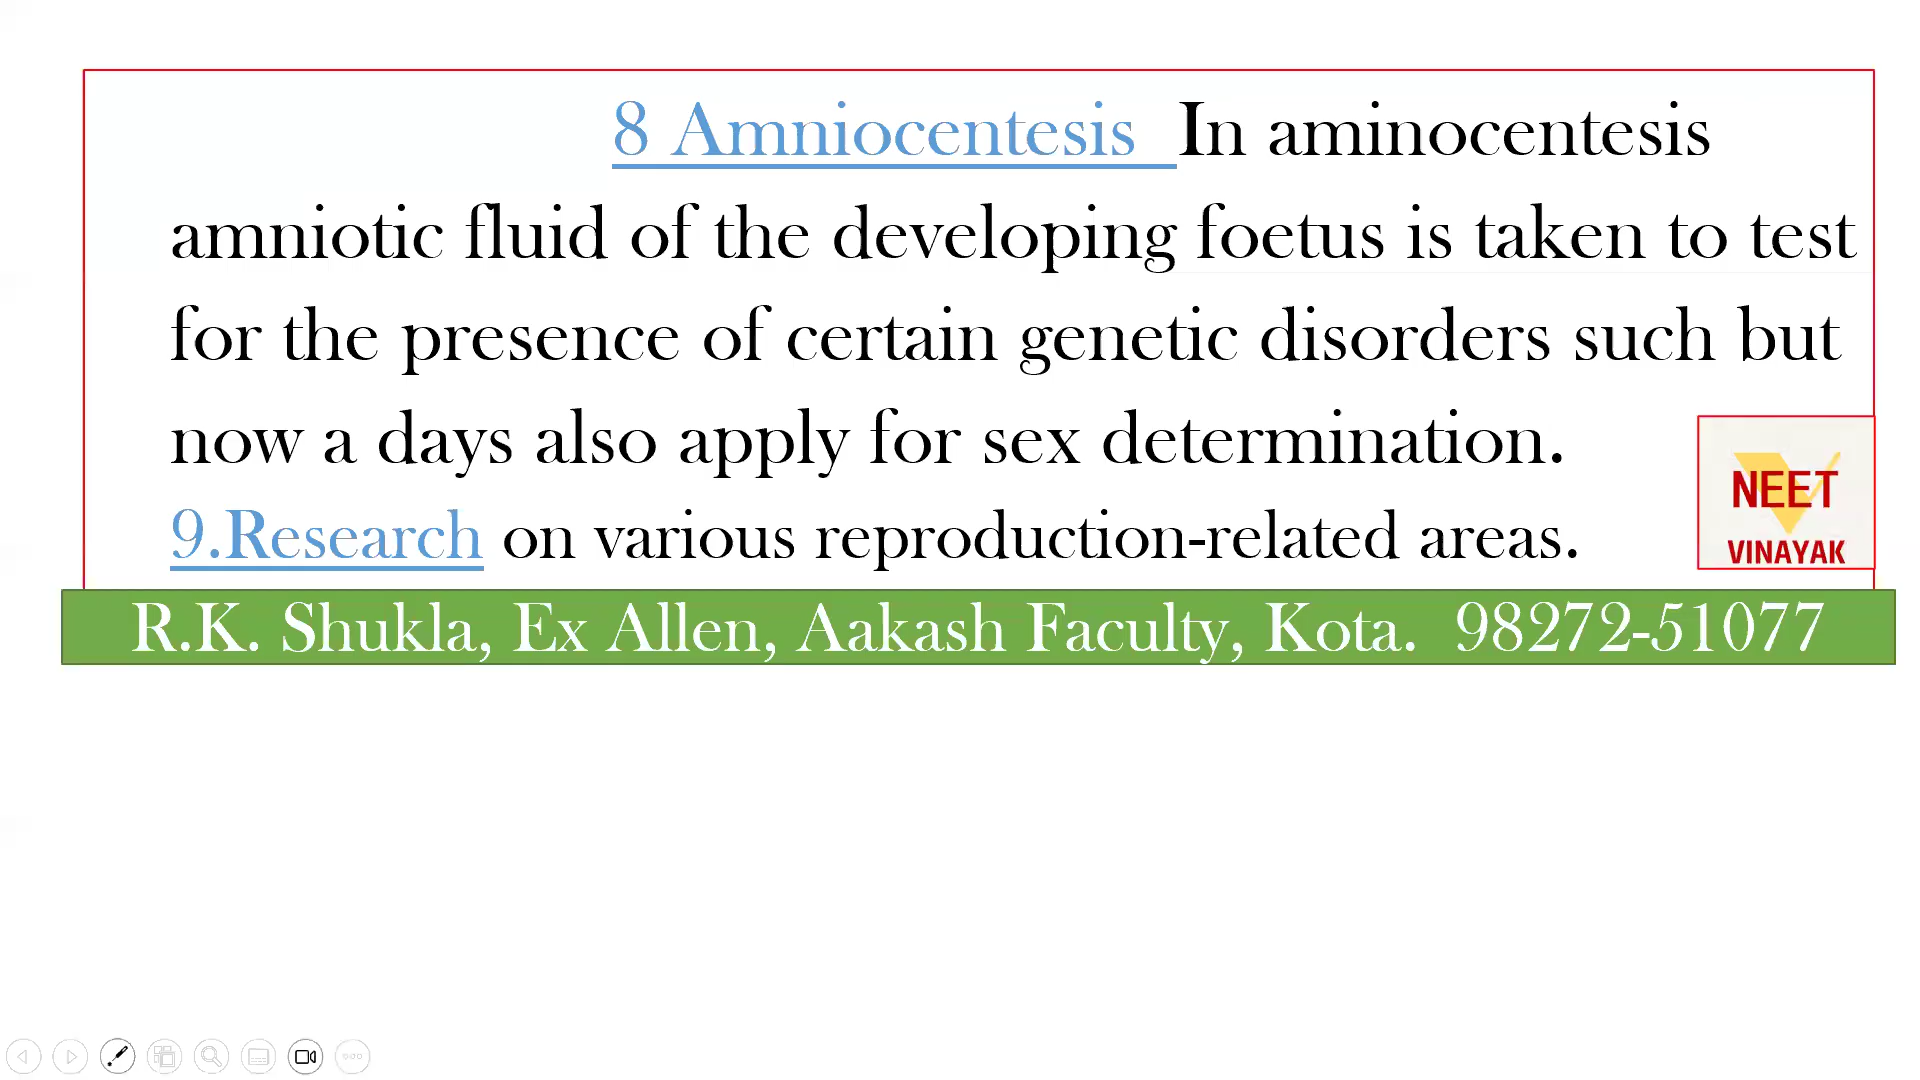 8 Amniocentesis In aminocentesis
amniotic fluid of the developing foetus is taken to test
for the presence of certain genetic disorders such but
now a days also apply for sex determination.
9.Research on various reproduction-related areas.
NEET
VINAYAK
R.K. Shukla, Ex Allen, Aakash Faculty, Kota. 98272-51077